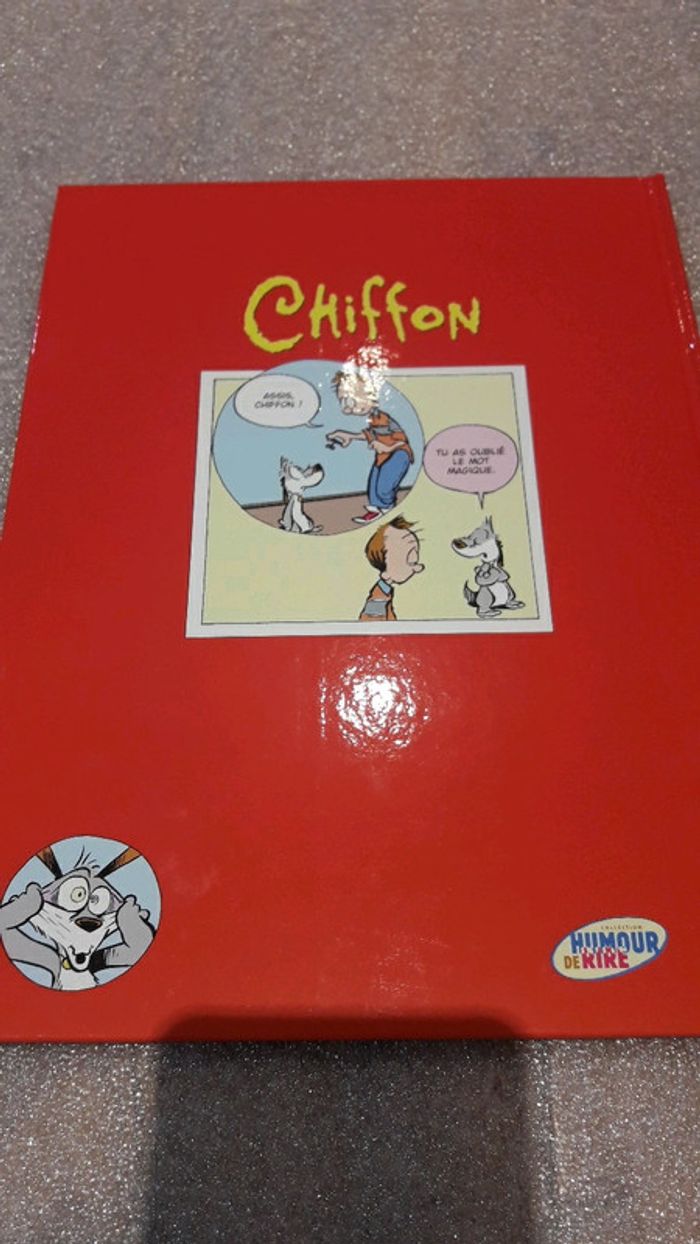 Chiffon
ASSIS,
CHIFFON !
TU AS OUBLIÉ
LE MOT
MAGIQUE.
COLLECTION
HUMOUR
DE RIRE